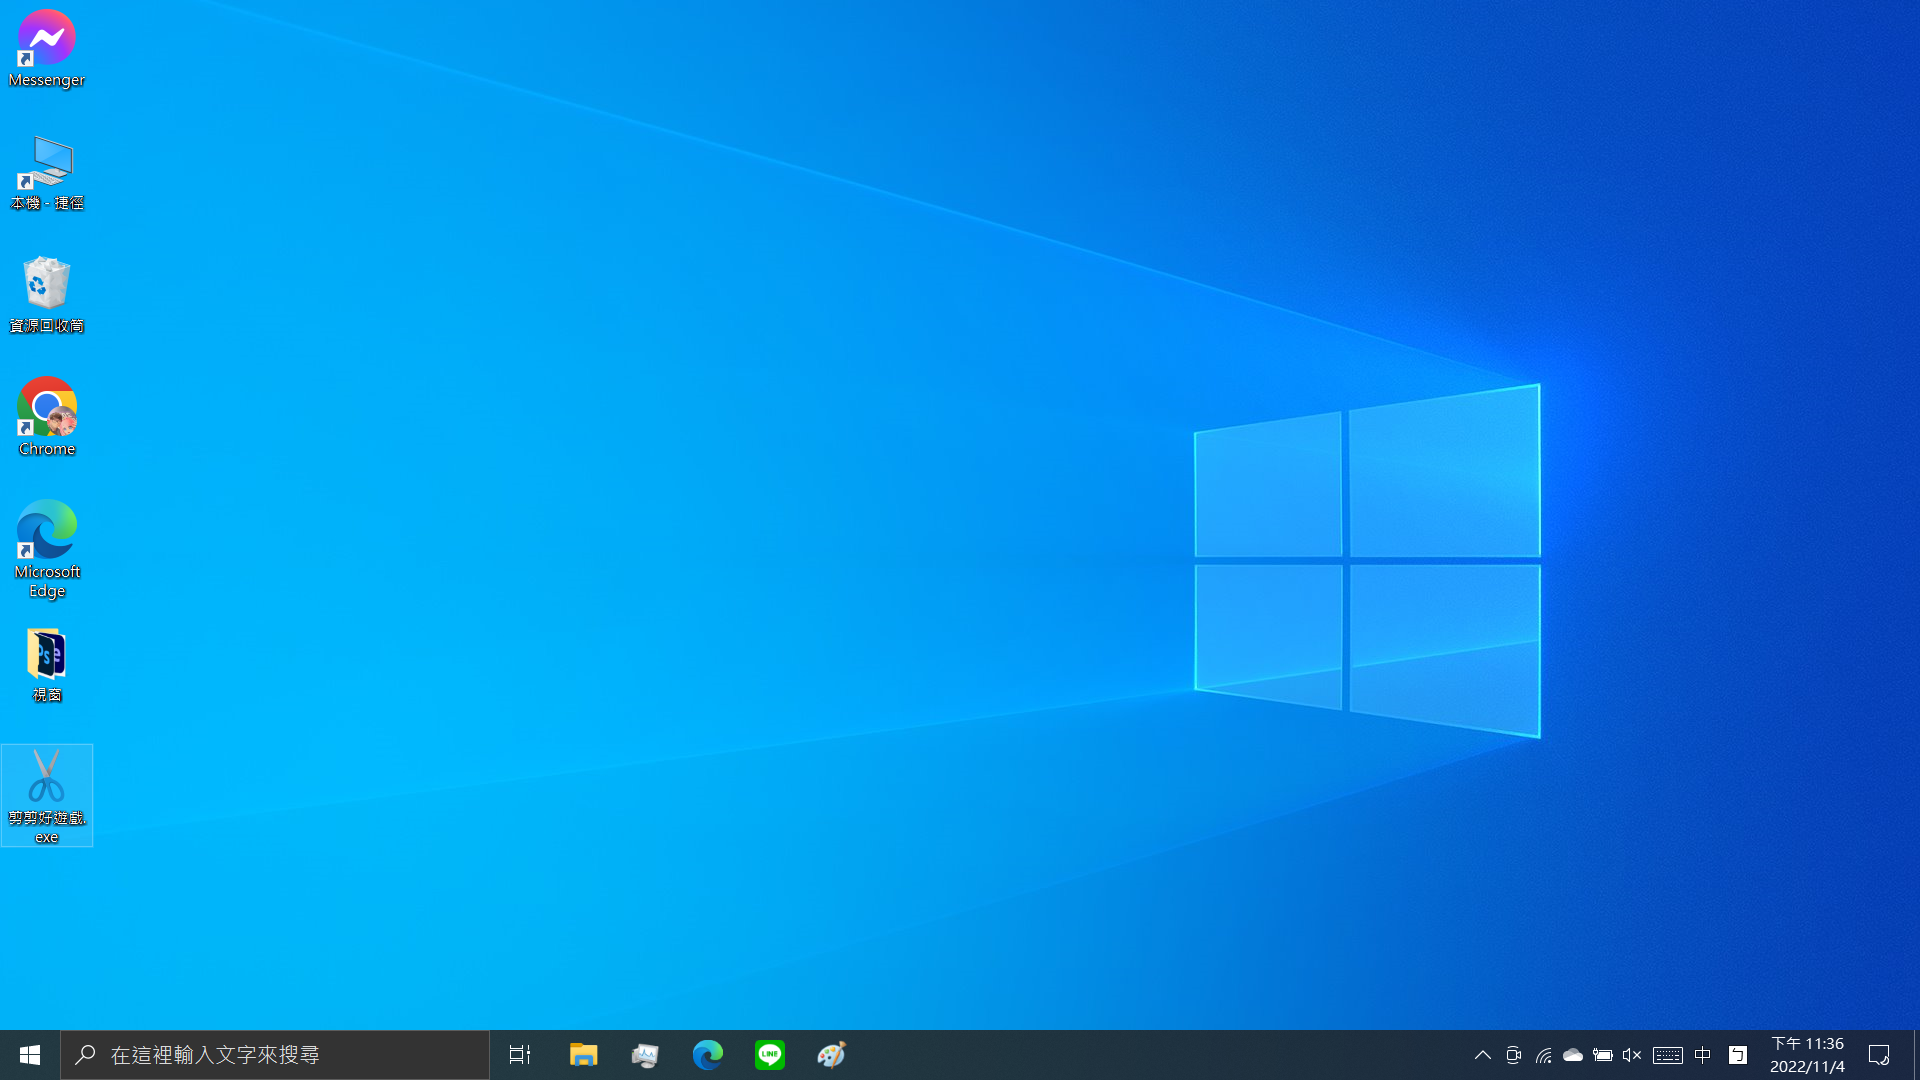 Messenger
本機 - 捷徑
資源回收筒
Chrome
Microsoft
Edge
Ps
視窗
剪剪好遊戲.
exe
在這裡輸入文字來搜尋
LINE
中
ㄅ
下午 11:36
2022/11/4